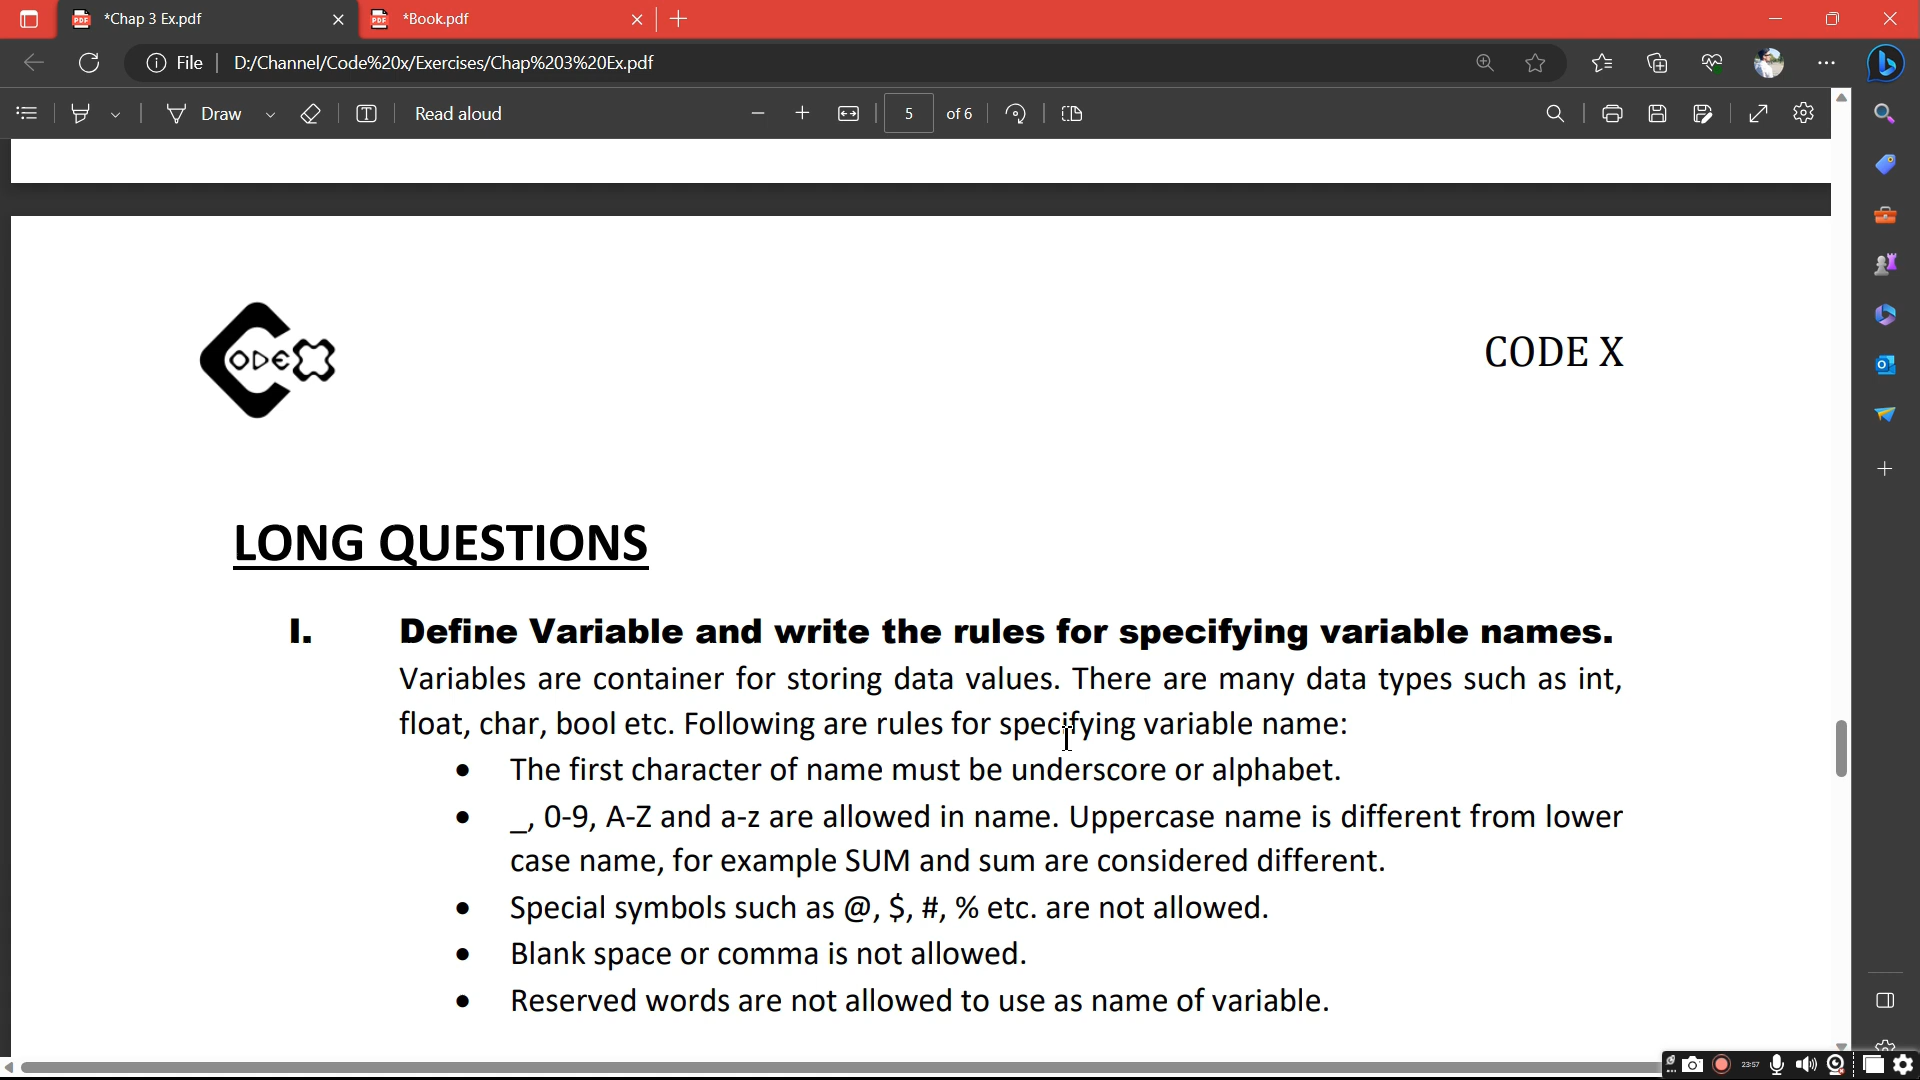 *Chap 3 Ex.pdf
*Book.pdf
File
D:/Channel/Code%20x/Exercises/Chap%203%20Ex.pdf
Draw
Read aloud
5
of 6
CODE X
CODE X
LONG QUESTIONS
I. Define Variable and write the rules for specifying variable names.
Variables are container for storing data values. There are many data types such as int,
float, char, bool etc. Following are rules for specifying variable name:
• The first character of name must be underscore or alphabet.
• _, 0-9, A-Z and a-z are allowed in name. Uppercase name is different from lower
case name, for example SUM and sum are considered different.
• Special symbols such as @, $, #, % etc. are not allowed.
• Blank space or comma is not allowed.
• Reserved words are not allowed to use as name of variable.
23:57